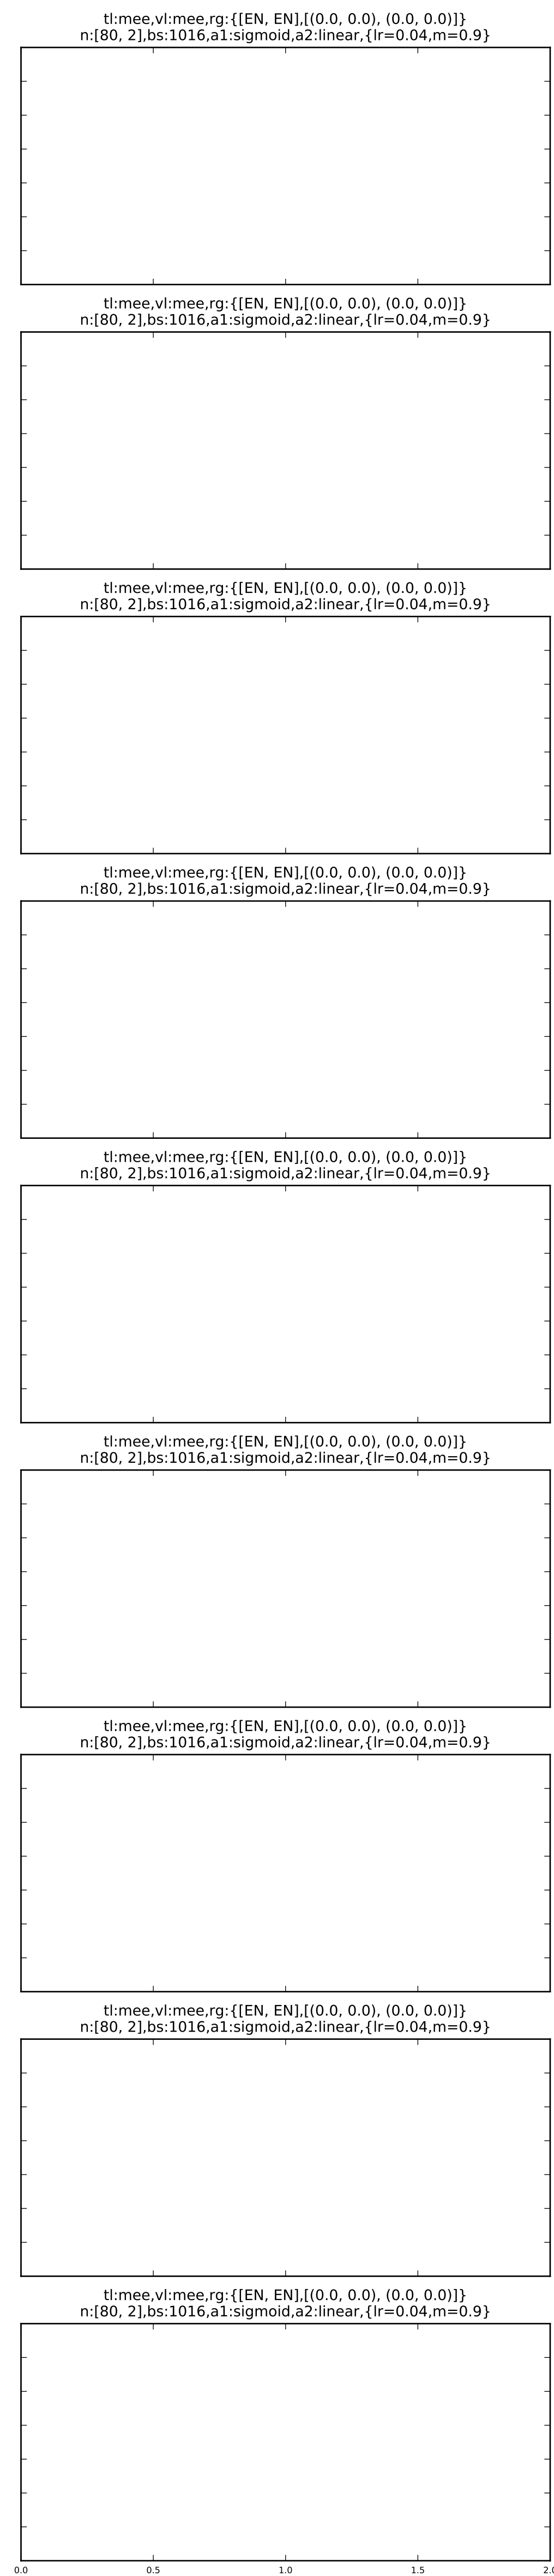 tl:mee,vl:mee,rg:{[EN, EN],[(0.0, 0.0), (0.0, 0.0)]}
n:[80, 2],bs:1016,a1:sigmoid,a2:linear,{lr=0.04,m=0.9}
tl:mee,vl:mee,rg:{[EN, EN],[(0.0, 0.0), (0.0, 0.0)]}
n:[80, 2],bs:1016,a1:sigmoid,a2:linear,{lr=0.04,m=0.9}
tl:mee,vl:mee,rg:{[EN, EN],[(0.0, 0.0), (0.0, 0.0)]}
n:[80, 2],bs:1016,a1:sigmoid,a2:linear,{lr=0.04,m=0.9}
tl:mee,vl:mee,rg:{[EN, EN],[(0.0, 0.0), (0.0, 0.0)]}
n:[80, 2],bs:1016,a1:sigmoid,a2:linear,{lr=0.04,m=0.9}
tl:mee,vl:mee,rg:{[EN, EN],[(0.0, 0.0), (0.0, 0.0)]}
n:[80, 2],bs:1016,a1:sigmoid,a2:linear,{lr=0.04,m=0.9}
tl:mee,vl:mee,rg:{[EN, EN],[(0.0, 0.0), (0.0, 0.0)]}
n:[80, 2],bs:1016,a1:sigmoid,a2:linear,{lr=0.04,m=0.9}
tl:mee,vl:mee,rg:{[EN, EN],[(0.0, 0.0), (0.0, 0.0)]}
n:[80, 2],bs:1016,a1:sigmoid,a2:linear,{lr=0.04,m=0.9}
tl:mee,vl:mee,rg:{[EN, EN],[(0.0, 0.0), (0.0, 0.0)]}
n:[80, 2],bs:1016,a1:sigmoid,a2:linear,{lr=0.04,m=0.9}
tl:mee,vl:mee,rg:{[EN, EN],[(0.0, 0.0), (0.0, 0.0)]}
n:[80, 2],bs:1016,a1:sigmoid,a2:linear,{lr=0.04,m=0.9}
0.0 0.5 1.0 1.5 2.0